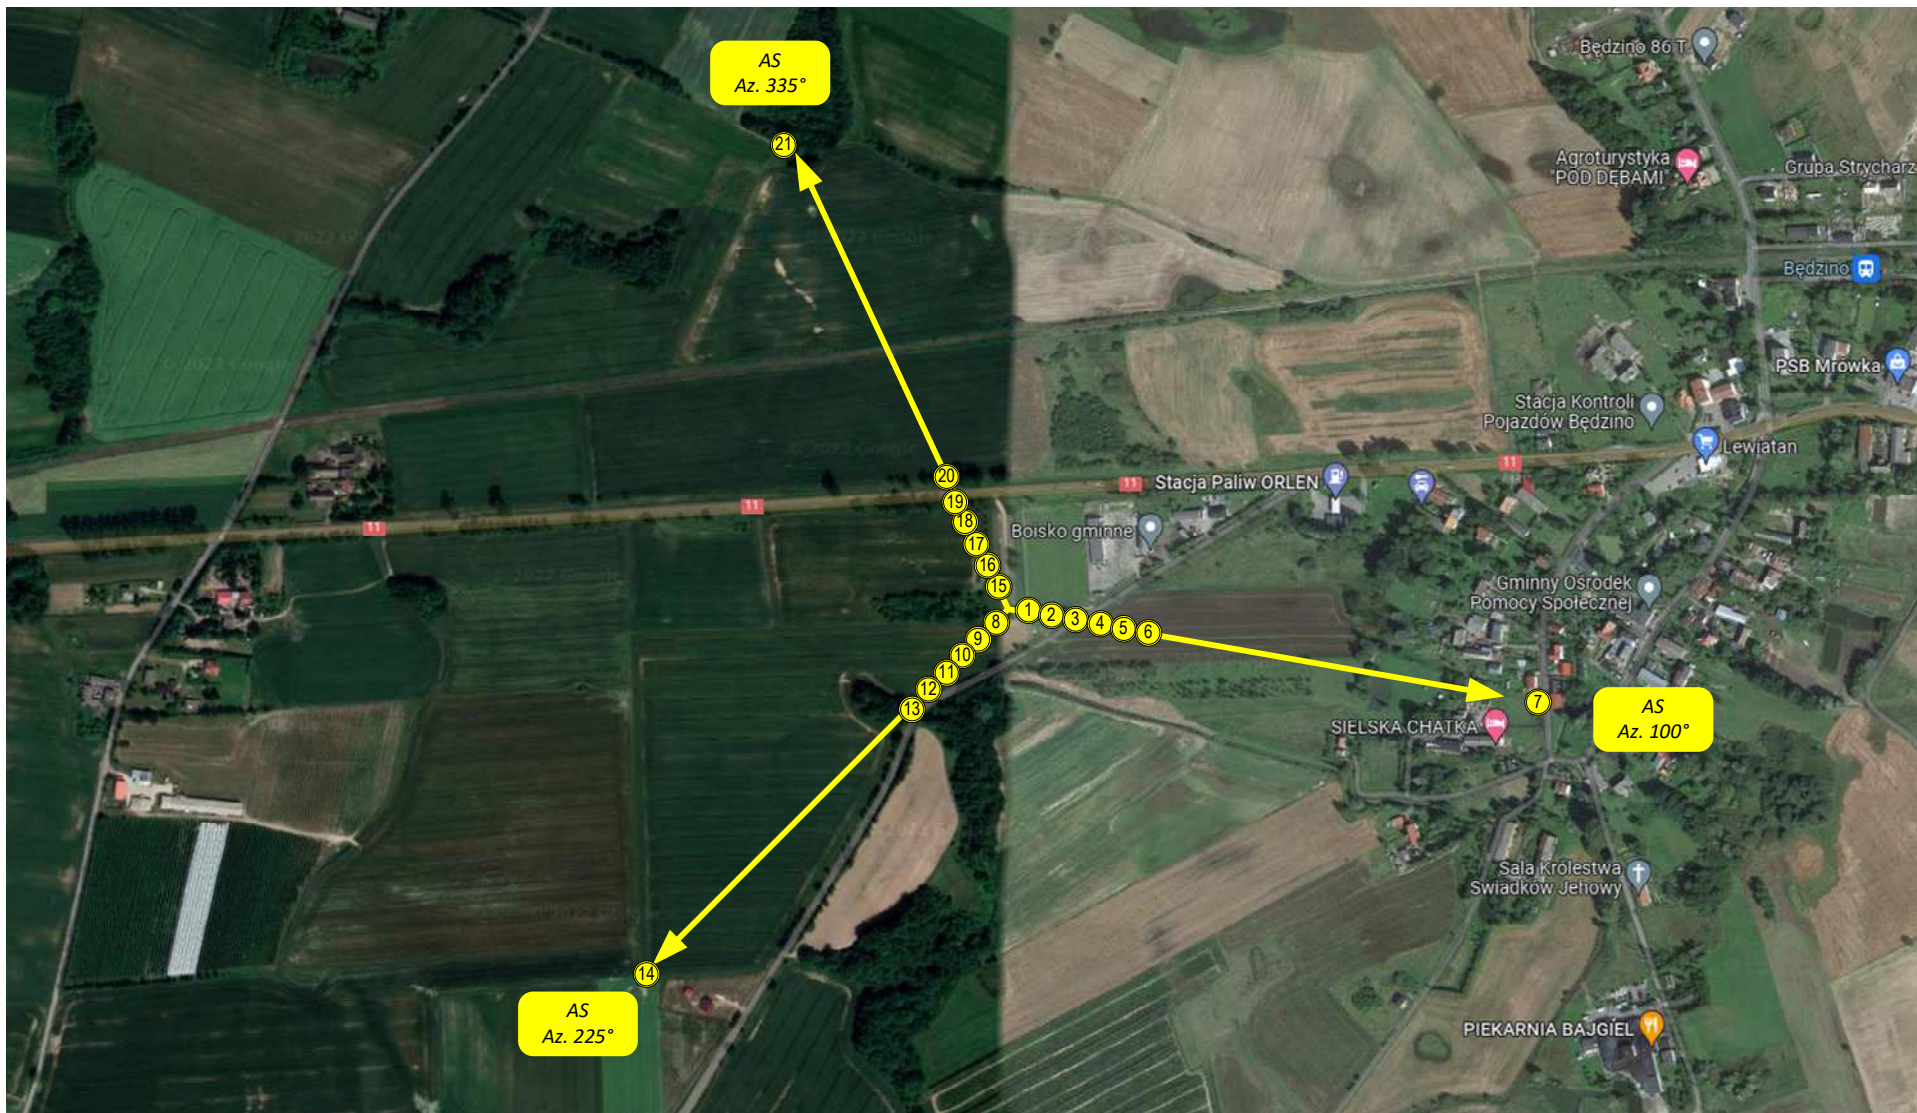 AS
Az. 335°
21
Będzino 86 T
Agroturystyka
"POD DĘBAMI"
Grupa Strycharz
Będzino
PSB Mrówka
Stacja Kontroli
Pojazdów Będzino
Lewiatan
20
11
11
11
11
Stacja Paliw ORLEN
19
18
Boisko gminne
17
16
15
Gminny Ośrodek
Pomocy Społecznej
1
2
3
4
5
6
8
9
10
11
12
13
7
AS
Az. 100°
SIELSKA CHATKA
Sala Królestwa
Świadków Jehowy
14
AS
Az. 225°
PIEKARNIA BAJGIEL